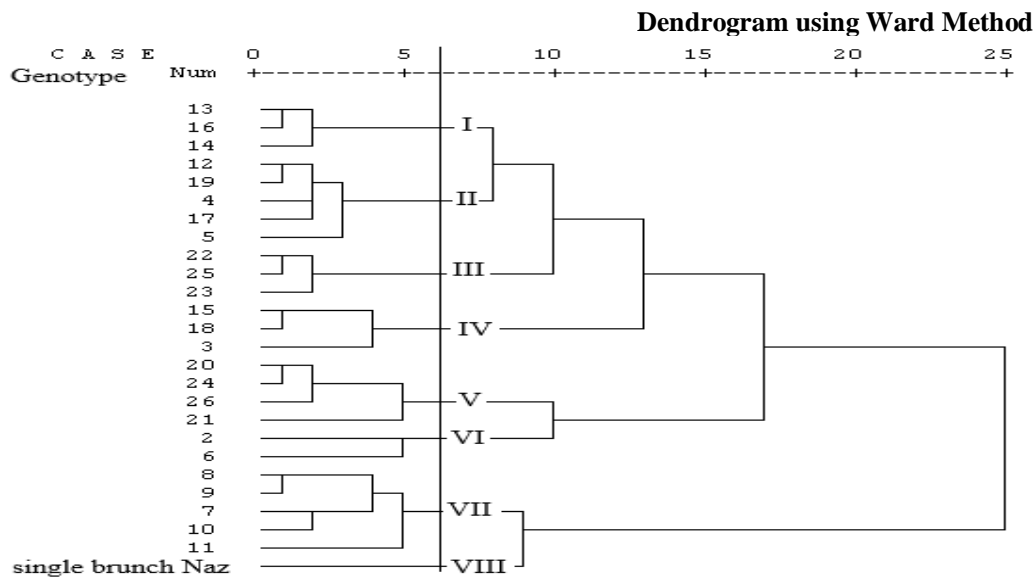 Dendrogram using Ward Method
C A S E 0 5 10 15 20 25
Genotype Num
13
16 I
14
12
19
4 II
17
5
22
25 III
23
15
18 IV
3
20
24
26 V
21
2 VI
6
8
9
7 VII
10
11
single brunch Naz VIII